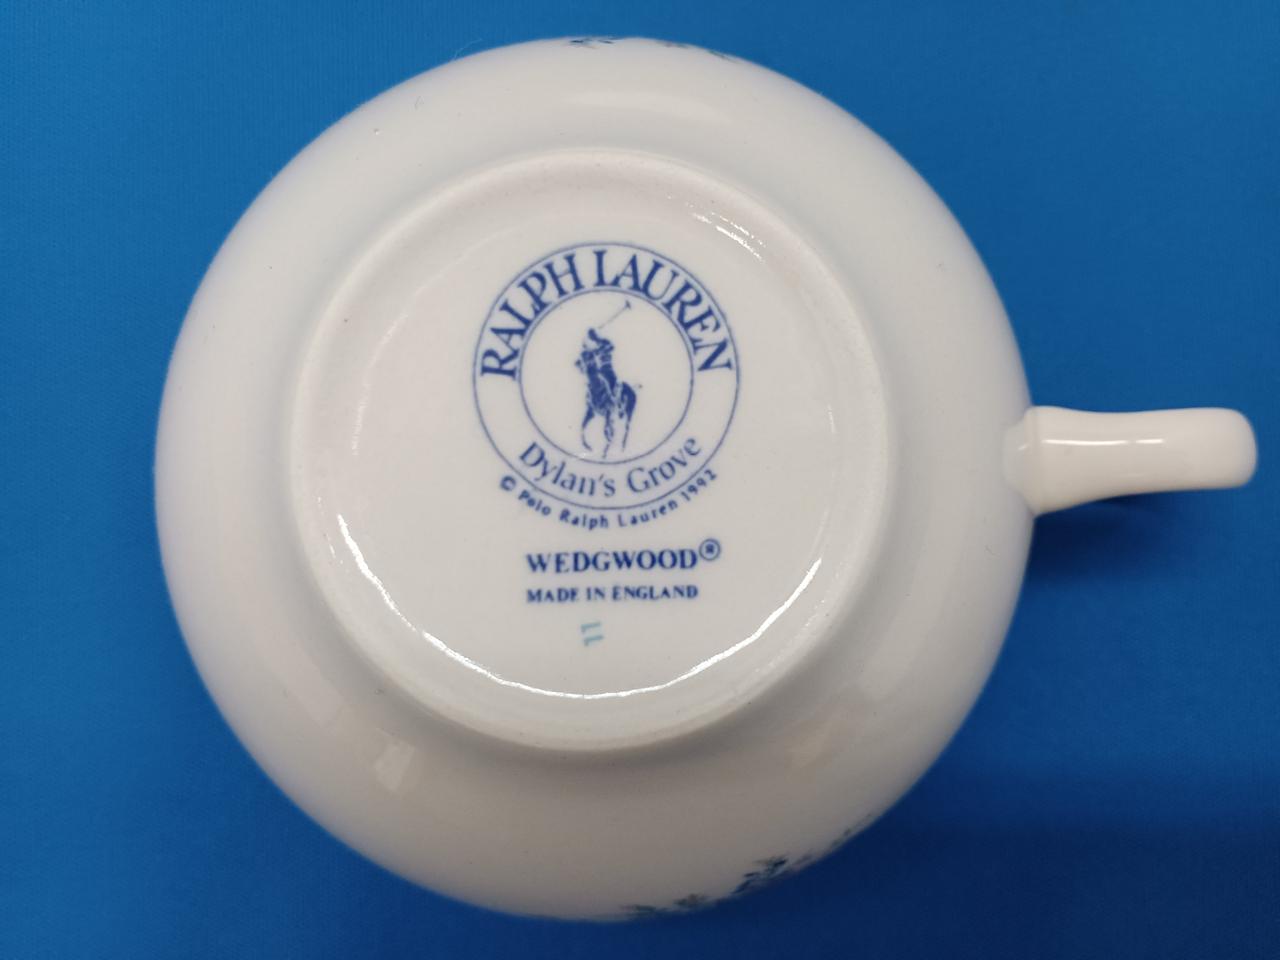 RALPH LAUREN
Dylan's Grove
© Polo Ralph Lauren 1992
WEDGWOOD®
MADE IN ENGLAND
11